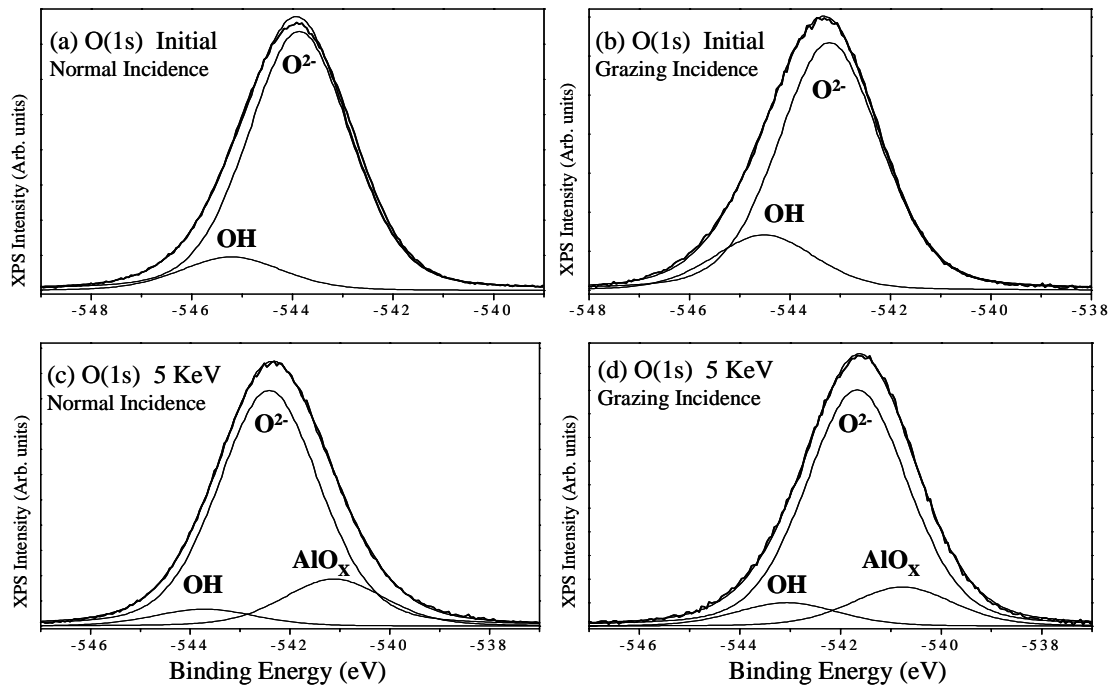 (a) O(1s) Initial
Normal Incidence
O²⁻
OH
XPS Intensity (Arb. units)
-548 -546 -544 -542 -540
(b) O(1s) Initial
Grazing Incidence
O²⁻
OH
XPS Intensity (Arb. units)
-548 -546 -544 -542 -540 -538
(c) O(1s) 5 KeV
Normal Incidence
O²⁻
OH
AlOₓ
XPS Intensity (Arb. units)
-546 -544 -542 -540 -538
Binding Energy (eV)
(d) O(1s) 5 KeV
Grazing Incidence
O²⁻
OH
AlOₓ
XPS Intensity (Arb. units)
-546 -544 -542 -540 -538
Binding Energy (eV)